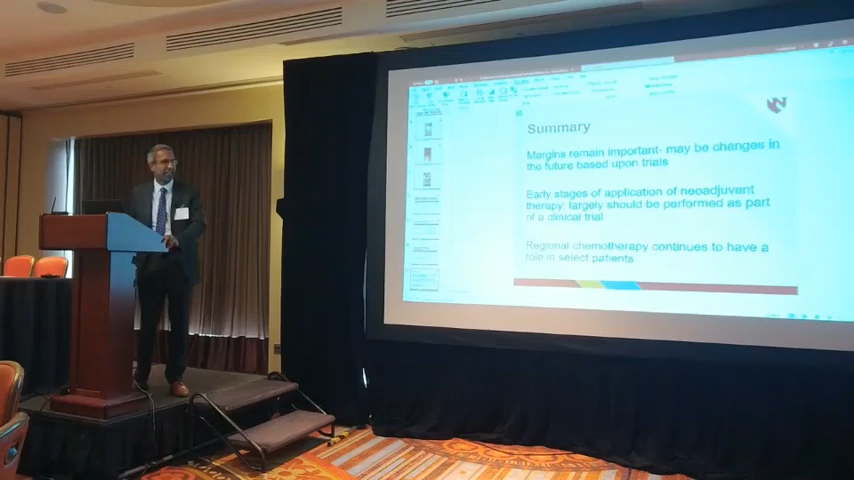 Summary
Margins remain important- may be changes in
the future based upon trials
Early stages of application of neoadjuvant
therapy: largely should be performed as part
of a clinical trial
Regional chemotherapy continues to have a
role in select patients